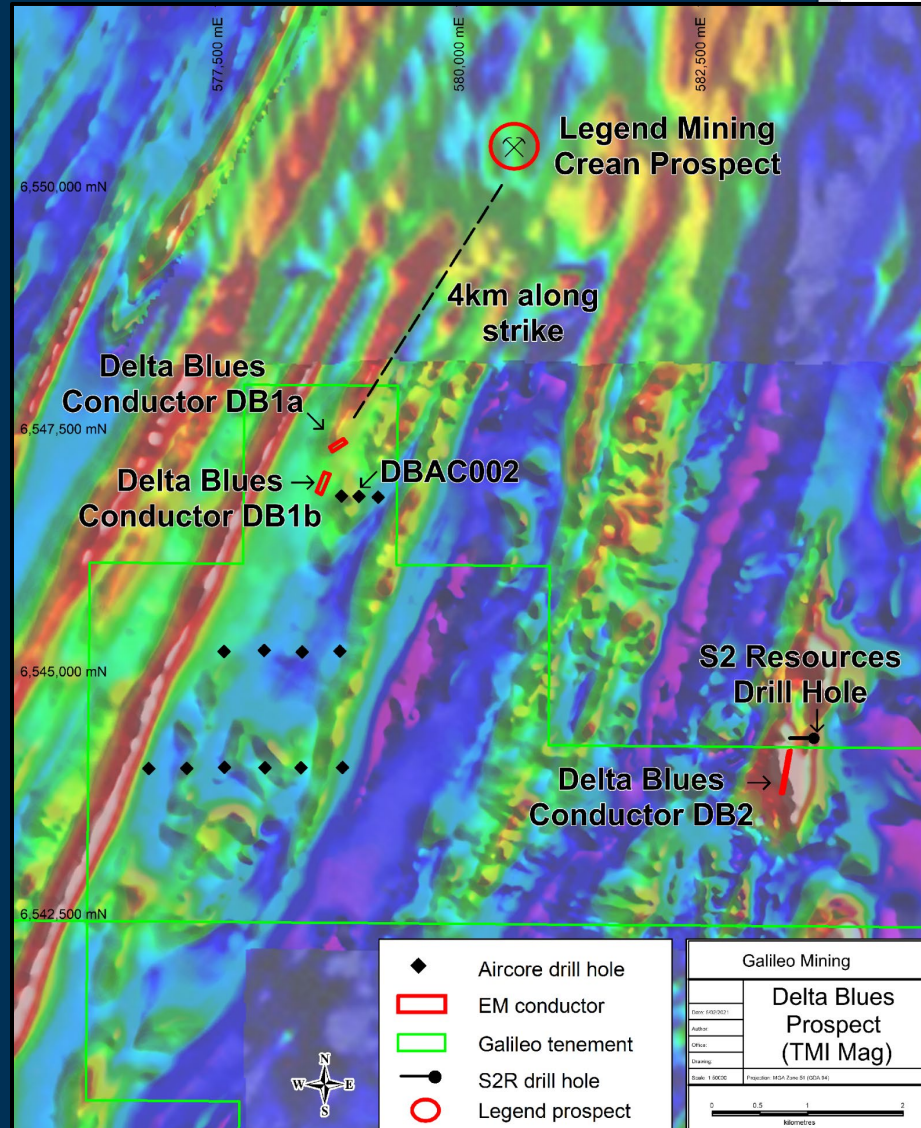 577,500 mE
580,000 mE
582,500 mE
Legend Mining
Crean Prospect
6,550,000 mN
4km along
strike
Delta Blues
Conductor DB1a
6,547,500 mN
DBAC002
Delta Blues
Conductor DB1b
6,545,000 mN
S2 Resources
Drill Hole
Delta Blues
Conductor DB2
6,542,500 mN
Aircore drill hole
EM conductor
Galileo tenement
S2R drill hole
Legend prospect
N
W E
S
Galileo Mining
Delta Blues
Prospect
(TMI Mag)
Author:
Office:
Drawing:
Projection: MGA Zone 51 (GDA 94)
0 0.5 1 2
kilometres